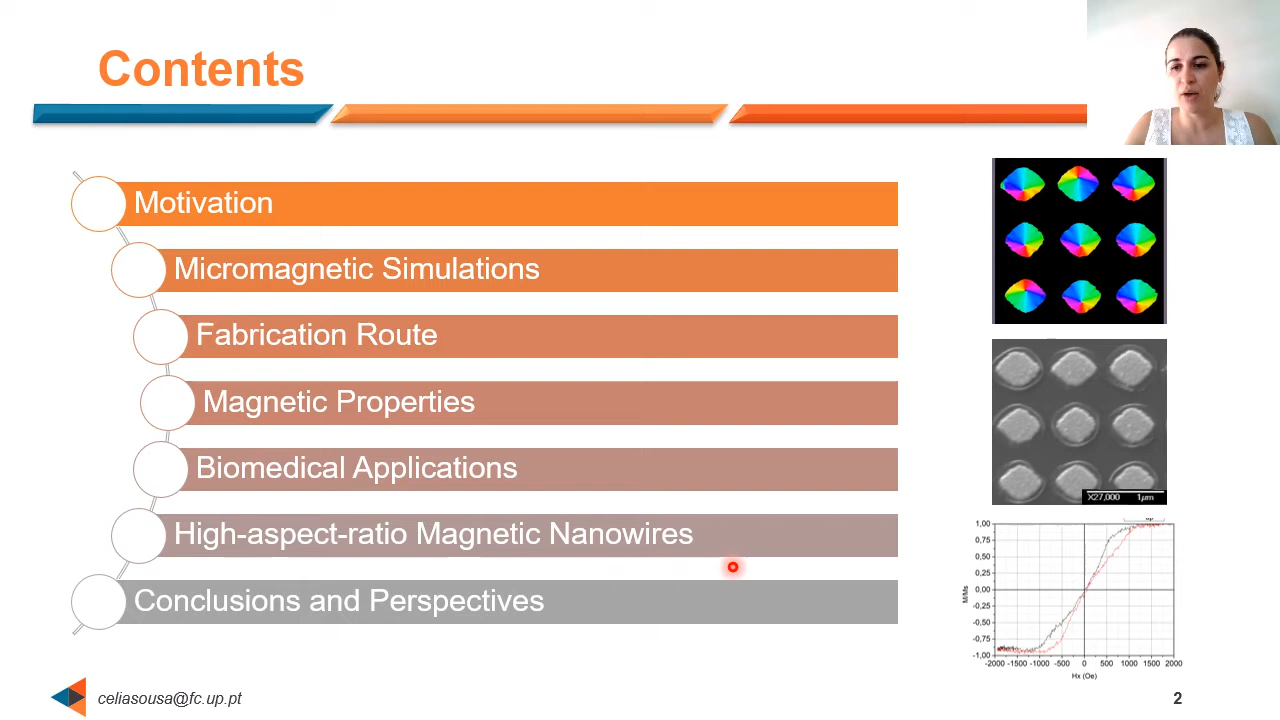 Contents
Motivation
Micromagnetic Simulations
Fabrication Route
Magnetic Properties
Biomedical Applications
High-aspect-ratio Magnetic Nanowires
Conclusions and Perspectives
X27,000 1µm
1,00
0,75
0,50
0,25
0,00
-0,25
-0,50
-0,75
-1,00
M/Ms
-2000 -1500 -1000 -500 0 500 1000 1500 2000
Hx (Oe)
celiasousa@fc.up.pt
2